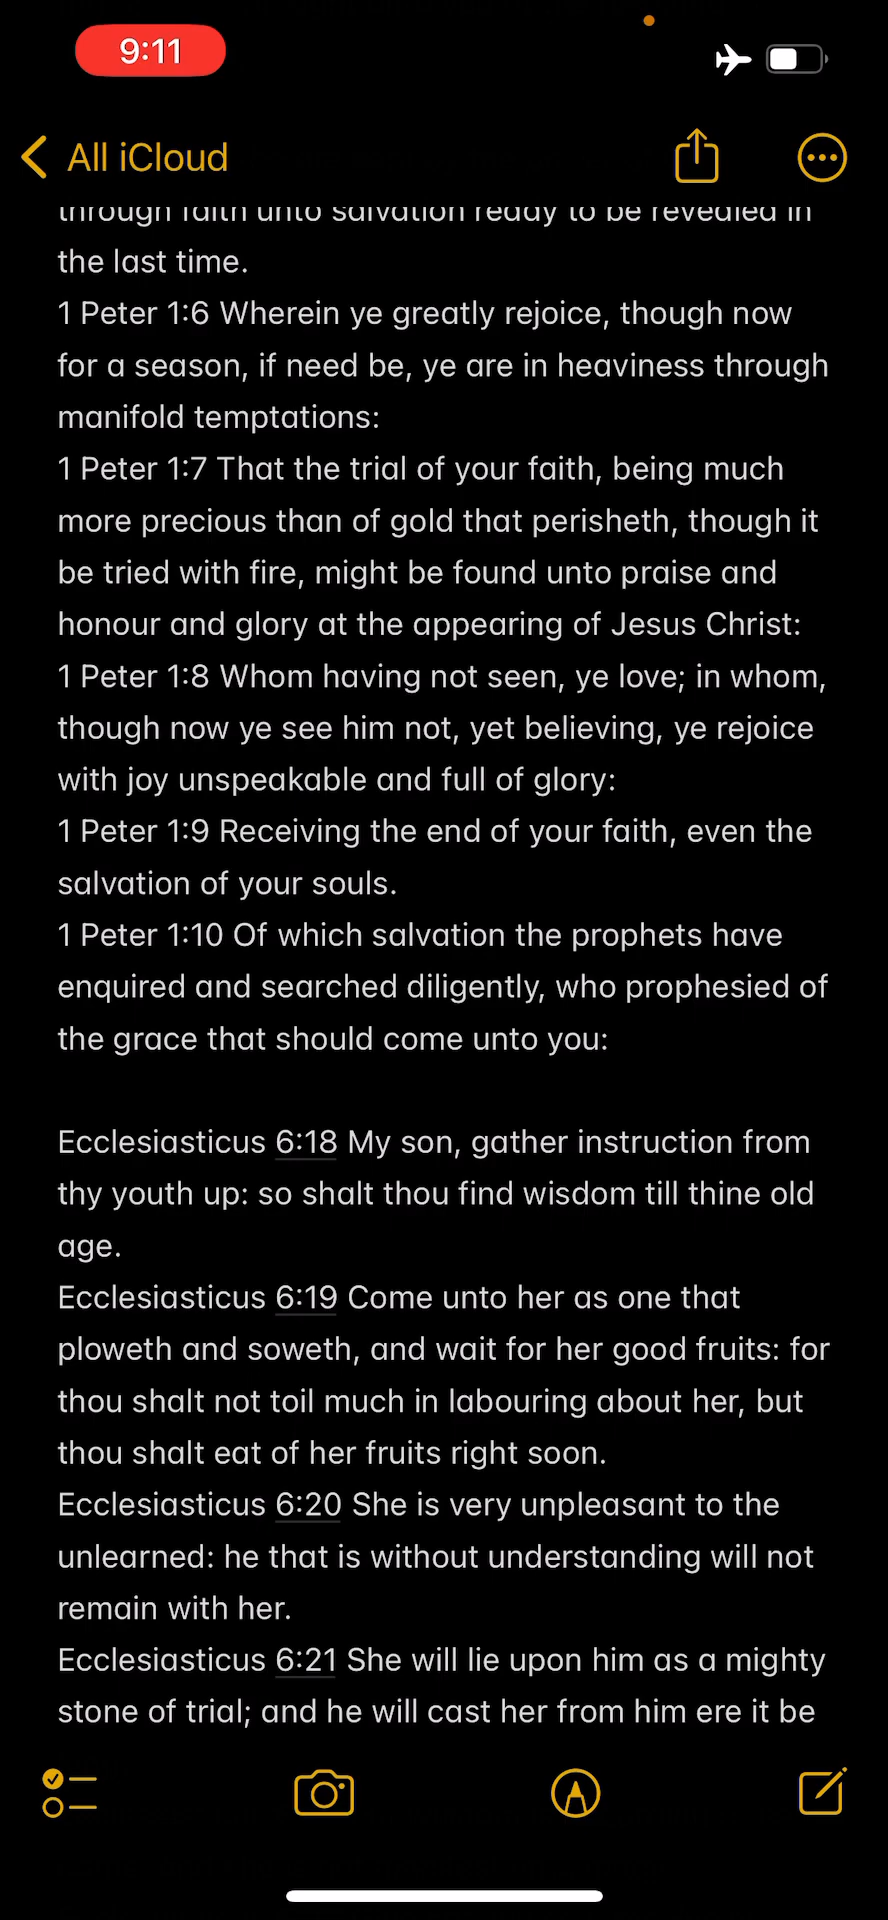 9:11
All iCloud
through faith unto salvation ready to be revealed in
the last time.
1 Peter 1:6 Wherein ye greatly rejoice, though now
for a season, if need be, ye are in heaviness through
manifold temptations:
1 Peter 1:7 That the trial of your faith, being much
more precious than of gold that perisheth, though it
be tried with fire, might be found unto praise and
honour and glory at the appearing of Jesus Christ:
1 Peter 1:8 Whom having not seen, ye love; in whom,
though now ye see him not, yet believing, ye rejoice
with joy unspeakable and full of glory:
1 Peter 1:9 Receiving the end of your faith, even the
salvation of your souls.
1 Peter 1:10 Of which salvation the prophets have
enquired and searched diligently, who prophesied of
the grace that should come unto you:
Ecclesiasticus 6:18 My son, gather instruction from
thy youth up: so shalt thou find wisdom till thine old
age.
Ecclesiasticus 6:19 Come unto her as one that
ploweth and soweth, and wait for her good fruits: for
thou shalt not toil much in labouring about her, but
thou shalt eat of her fruits right soon.
Ecclesiasticus 6:20 She is very unpleasant to the
unlearned: he that is without understanding will not
remain with her.
Ecclesiasticus 6:21 She will lie upon him as a mighty
stone of trial; and he will cast her from him ere it be